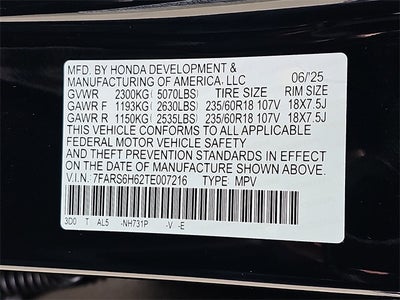 MFD. BY HONDA DEVELOPMENT &
MANUFACTURING OF AMERICA, LLC 06/'25
GVWR 2300KG (5070LBS) TIRE SIZE RIM SIZE
GAWR F 1193KG (2630LBS) 235/60R18 107V 18X7.5J
GAWR R 1150KG (2535LBS) 235/60R18 107V 18X7.5J
THIS VEHICLE CONFORMS TO ALL APPLICABLE
FEDERAL MOTOR VEHICLE SAFETY STANDARDS IN EFFECT
ON THE DATE OF MANUFACTURE SHOWN ABOVE.
V.I.N. 7FARS6H62TE007216 TYPE MPV
3D0 T AL5 -NH731P -V -E